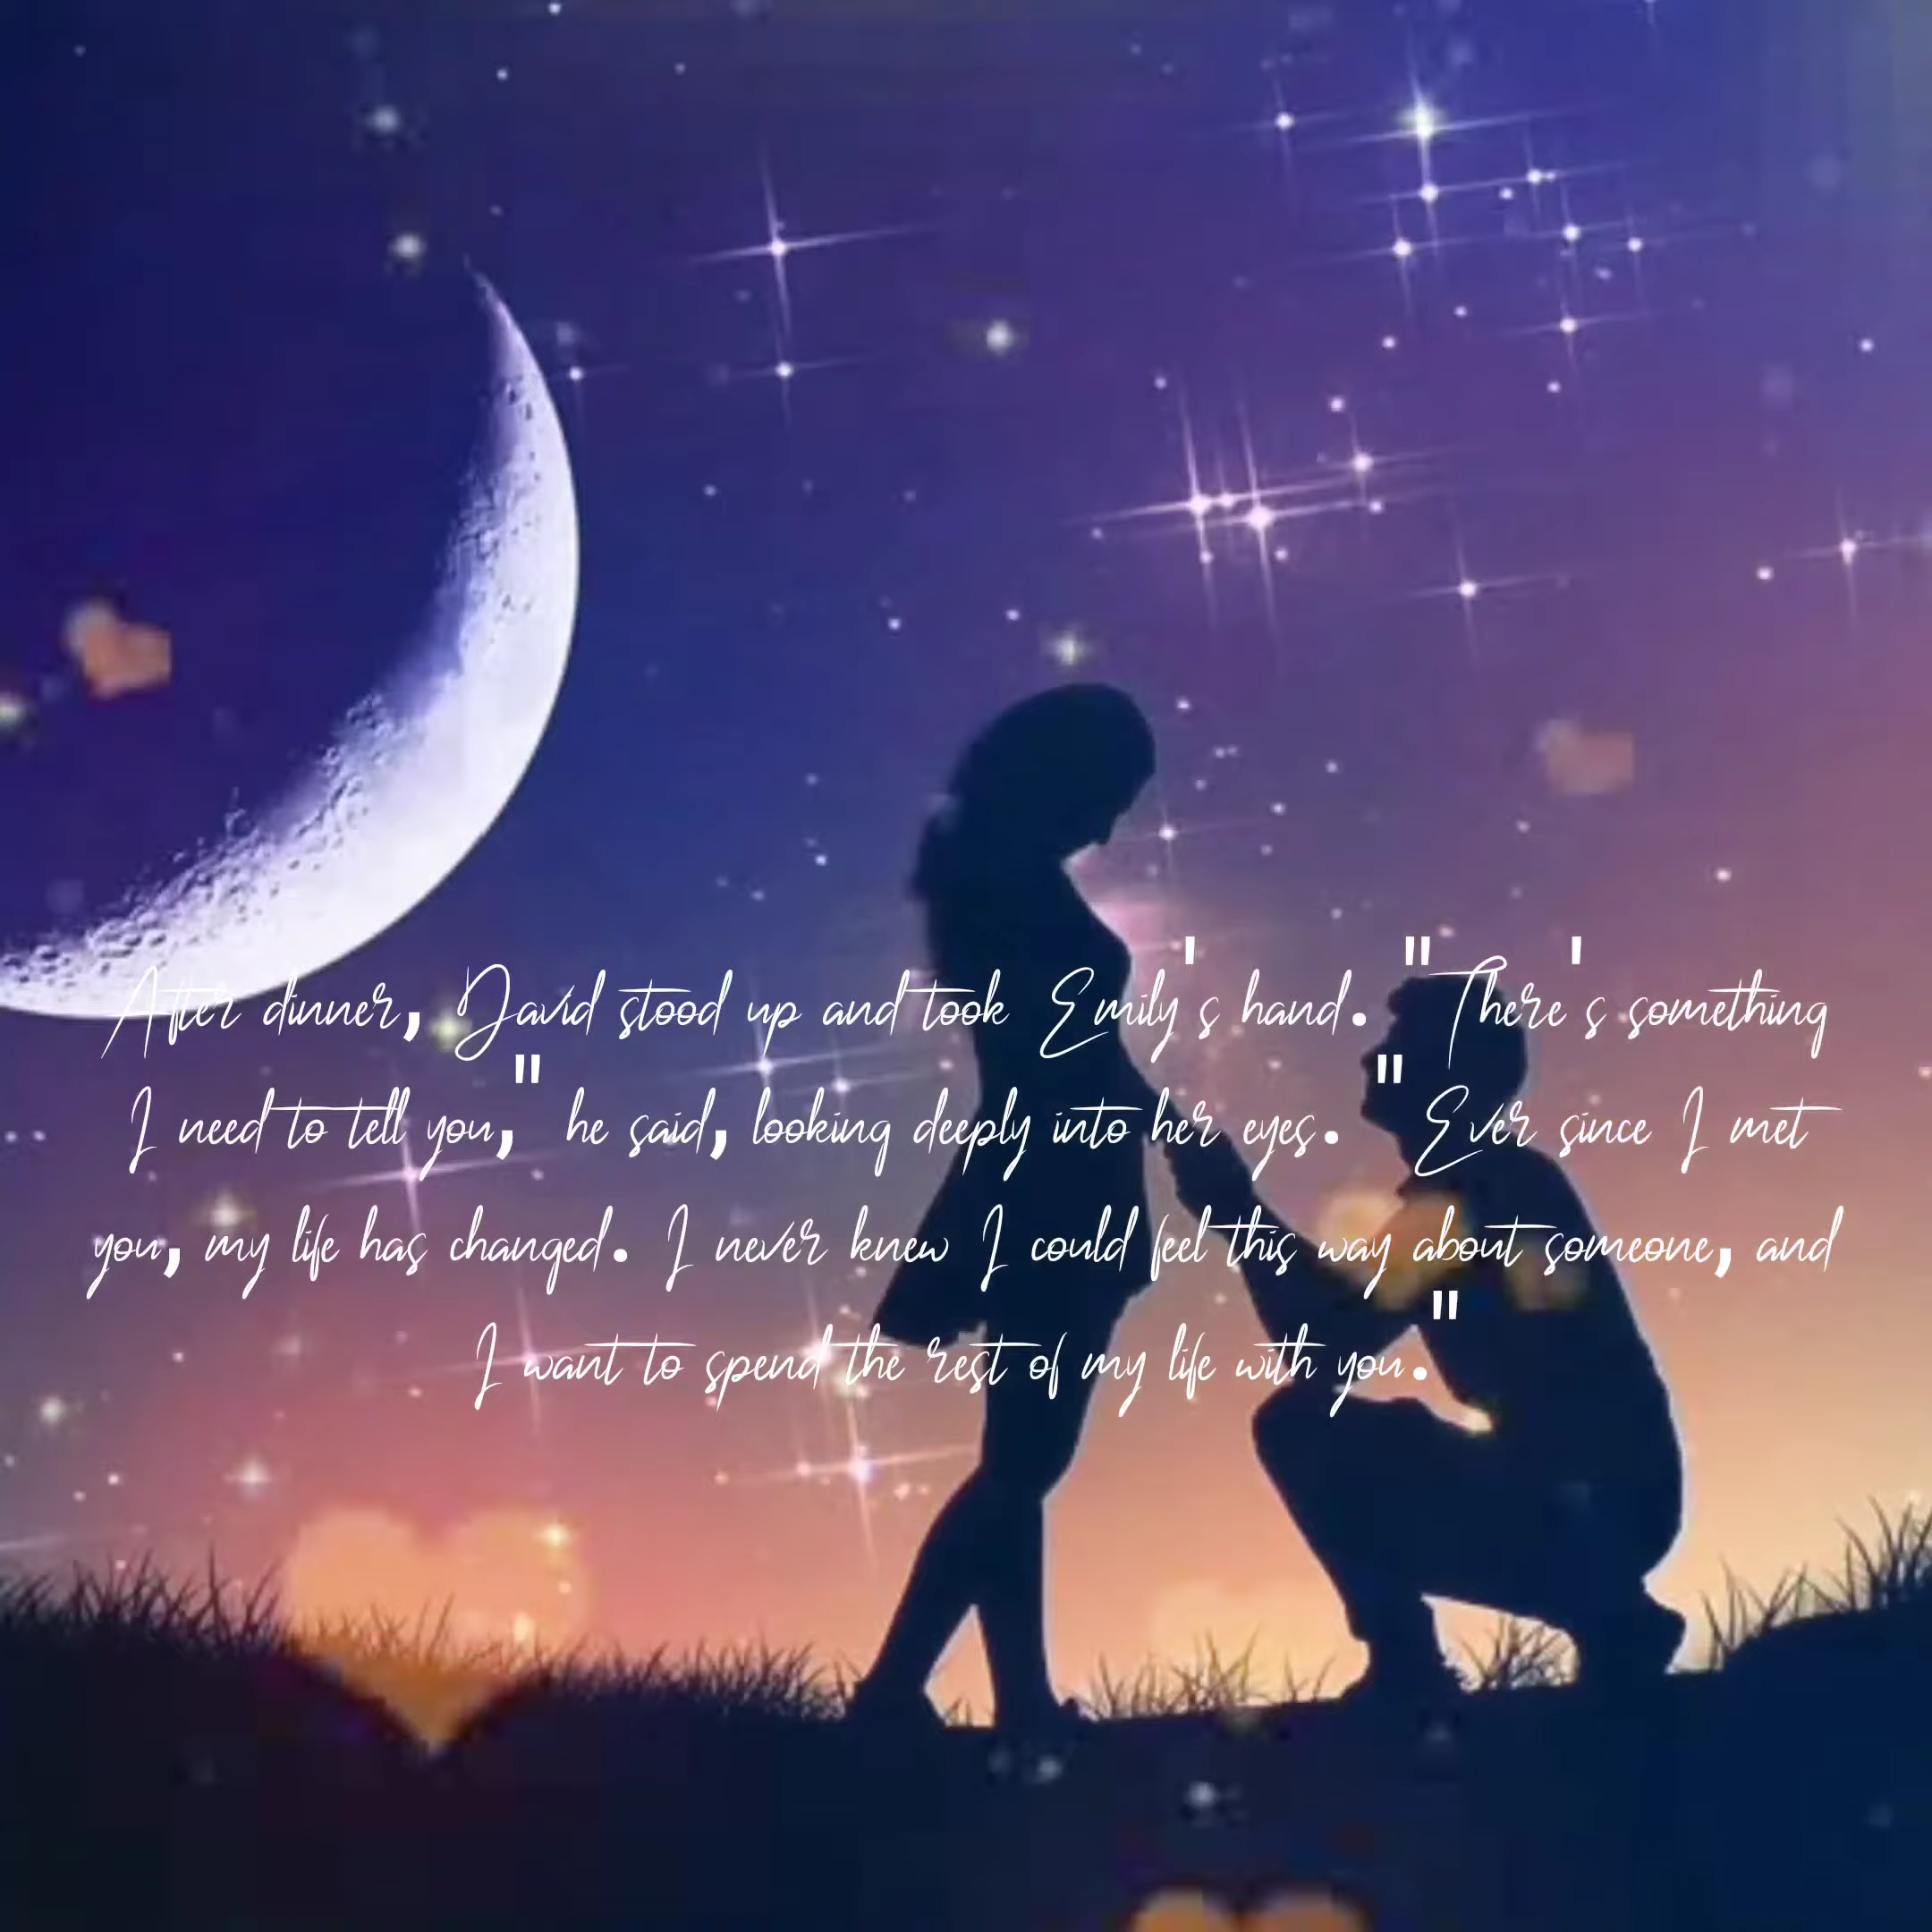 After dinner, David stood up and took Emily's hand. "There's something
I need to tell you," he said, looking deeply into her eyes. "Ever since I met
you, my life has changed. I never knew I could feel this way about someone, and
I want to spend the rest of my life with you."